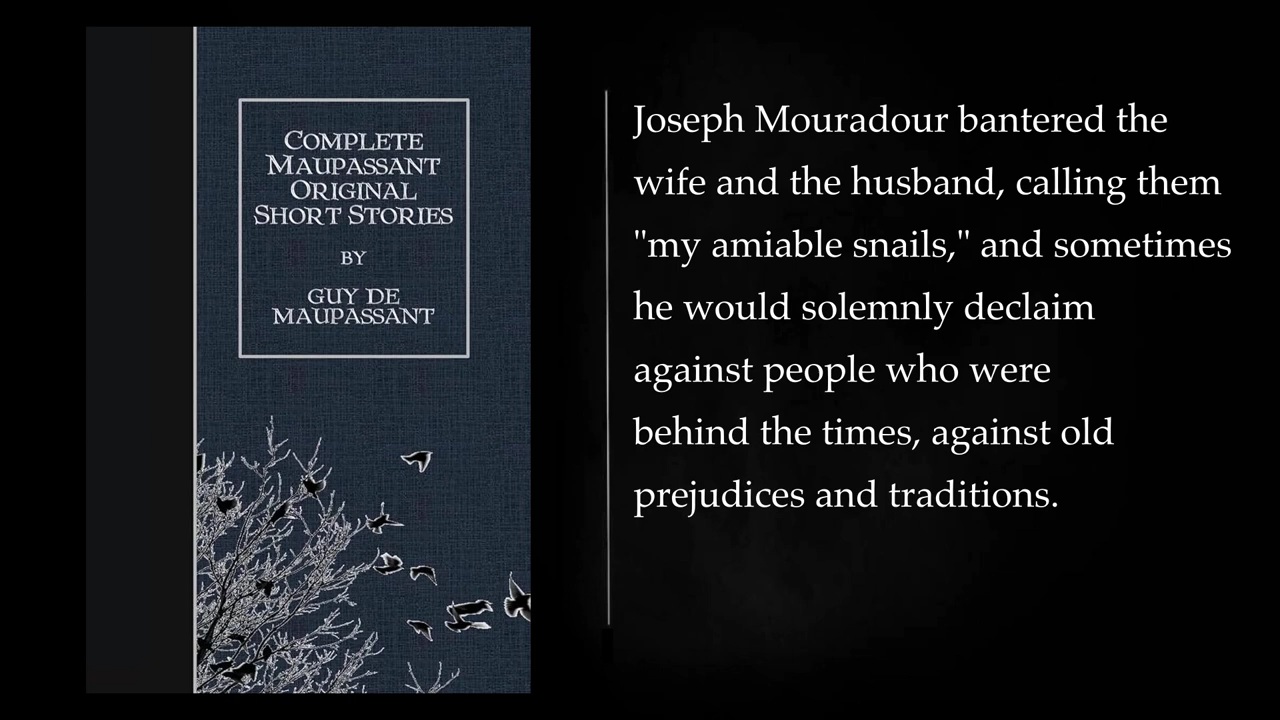 COMPLETE
MAUPASSANT
ORIGINAL
SHORT STORIES
BY
GUY DE
MAUPASSANT
Joseph Mouradour bantered the
wife and the husband, calling them
"my amiable snails," and sometimes
he would solemnly declaim
against people who were
behind the times, against old
prejudices and traditions.